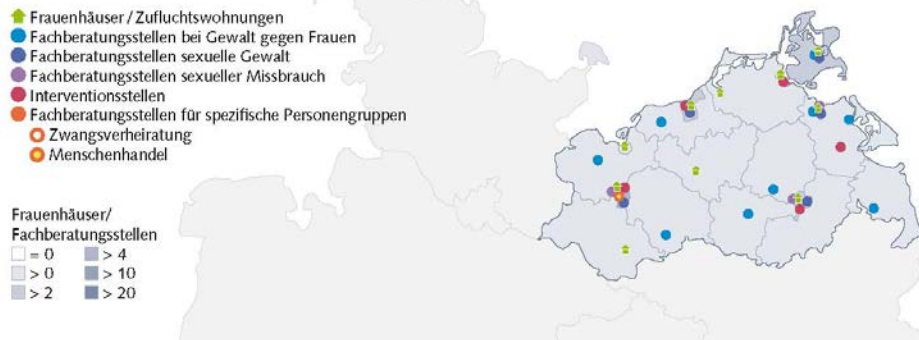 Frauenhäuser / Zufluchtswohnungen
Fachberatungsstellen bei Gewalt gegen Frauen
Fachberatungsstellen sexuelle Gewalt
Fachberatungsstellen sexueller Missbrauch
Interventionsstellen
Fachberatungsstellen für spezifische Personengruppen
Zwangsverheiratung
Menschenhandel
Frauenhäuser/
Fachberatungsstellen
= 0 > 4
> 0 > 10
> 2 > 20